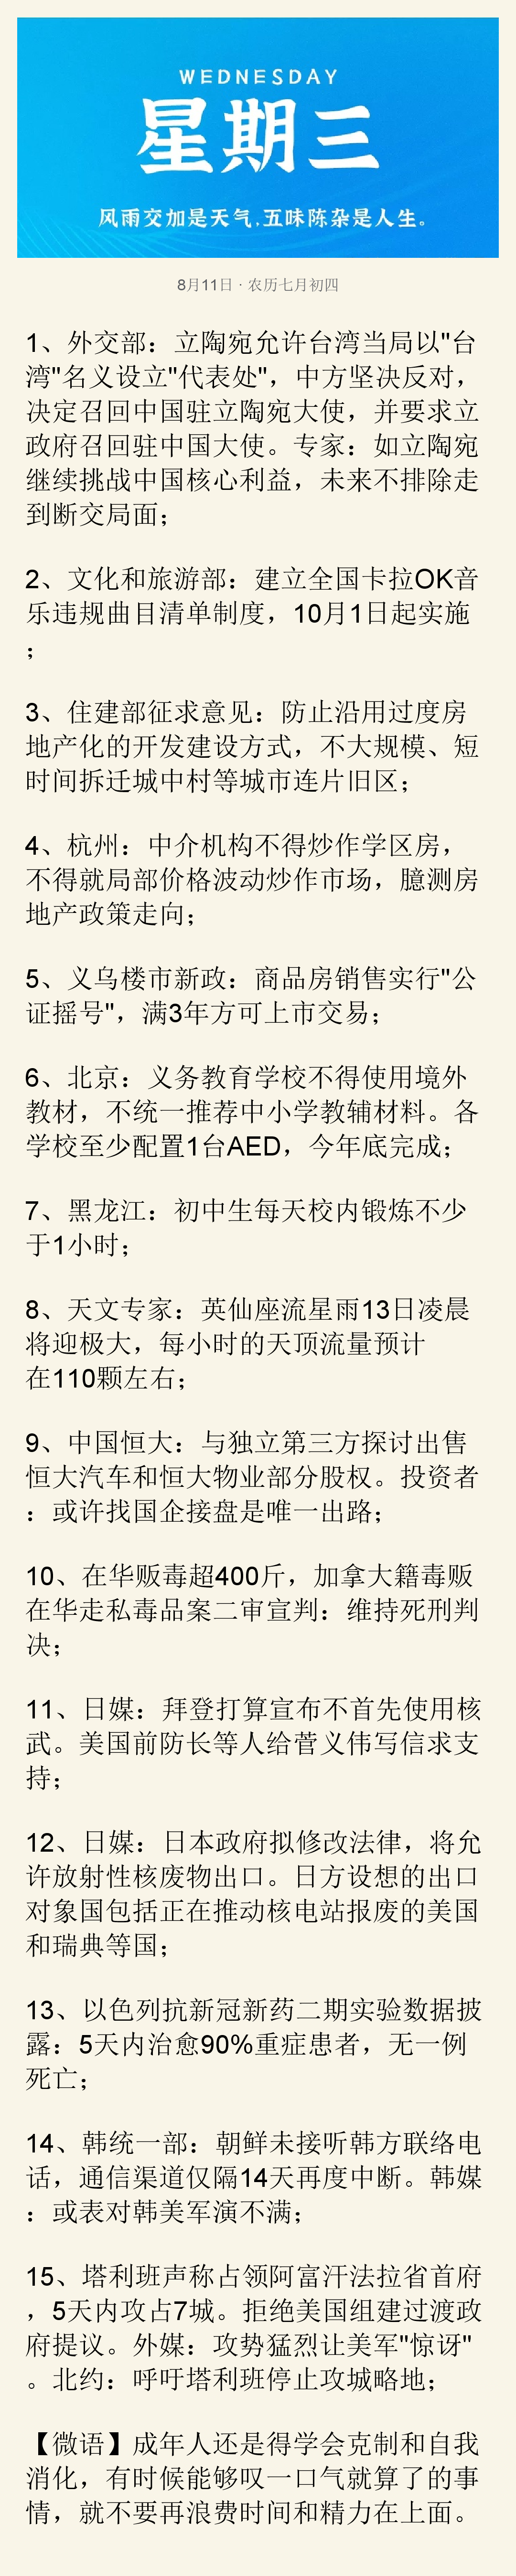 WEDNESDAY
星期三
风雨交加是天气,五味陈杂是人生。
8月11日 · 农历七月初四
1、外交部：立陶宛允许台湾当局以"台
湾"名义设立"代表处"，中方坚决反对，
决定召回中国驻立陶宛大使，并要求立
政府召回驻中国大使。专家：如立陶宛
继续挑战中国核心利益，未来不排除走
到断交局面；
2、文化和旅游部：建立全国卡拉OK音
乐违规曲目清单制度，10月1日起实施
；
3、住建部征求意见：防止沿用过度房
地产化的开发建设方式，不大规模、短
时间拆迁城中村等城市连片旧区；
4、杭州：中介机构不得炒作学区房，
不得就局部价格波动炒作市场，臆测房
地产政策走向；
5、义乌楼市新政：商品房销售实行"公
证摇号"，满3年方可上市交易；
6、北京：义务教育学校不得使用境外
教材，不统一推荐中小学教辅材料。各
学校至少配置1台AED，今年底完成；
7、黑龙江：初中生每天校内锻炼不少
于1小时；
8、天文专家：英仙座流星雨13日凌晨
将迎极大，每小时的天顶流量预计
在110颗左右；
9、中国恒大：与独立第三方探讨出售
恒大汽车和恒大物业部分股权。投资者
：或许找国企接盘是唯一出路；
10、在华贩毒超400斤，加拿大籍毒贩
在华走私毒品案二审宣判：维持死刑判
决；
11、日媒：拜登打算宣布不首先使用核
武。美国前防长等人给菅义伟写信求支
持；
12、日媒：日本政府拟修改法律，将允
许放射性核废物出口。日方设想的出口
对象国包括正在推动核电站报废的美国
和瑞典等国；
13、以色列抗新冠新药二期实验数据披
露：5天内治愈90%重症患者，无一例
死亡；
14、韩统一部：朝鲜未接听韩方联络电
话，通信渠道仅隔14天再度中断。韩媒
：或表对韩美军演不满；
15、塔利班声称占领阿富汗法拉省首府
，5天内攻占7城。拒绝美国组建过渡政
府提议。外媒：攻势猛烈让美军"惊讶"
。北约：呼吁塔利班停止攻城略地；
【微语】成年人还是得学会克制和自我
消化，有时候能够叹一口气就算了的事
情，就不要再浪费时间和精力在上面。